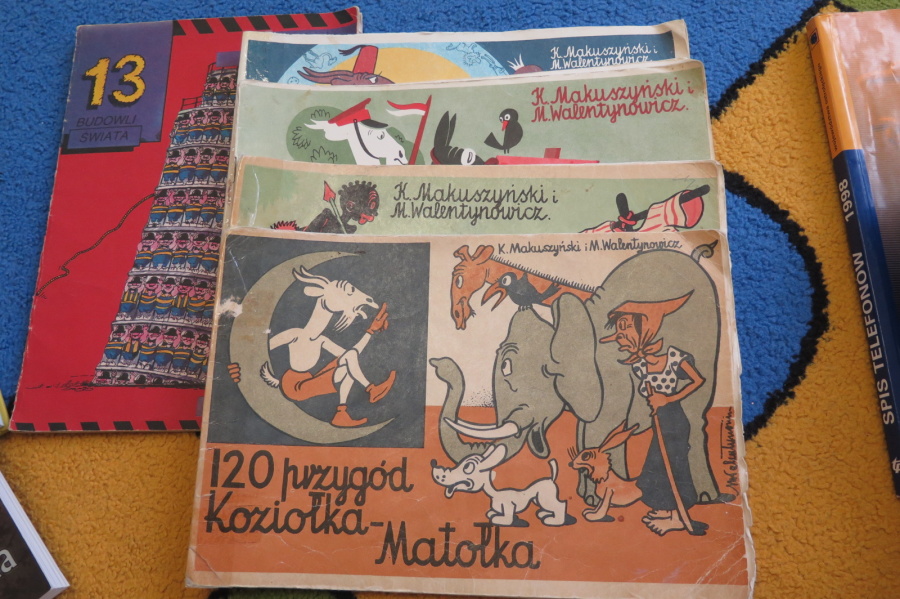 13
BUDOWLI
ŚWIATA
K. Makuszyński i
M. Walentynowicz
K. Makuszyński i
M. Walentynowicz.
K. Makuszyński i
M. Walentynowicz.
K. Makuszyński i M. Walentynowicz
120 przygód
Koziołka-
Matołka
SPIS TELEFONÓW 1998